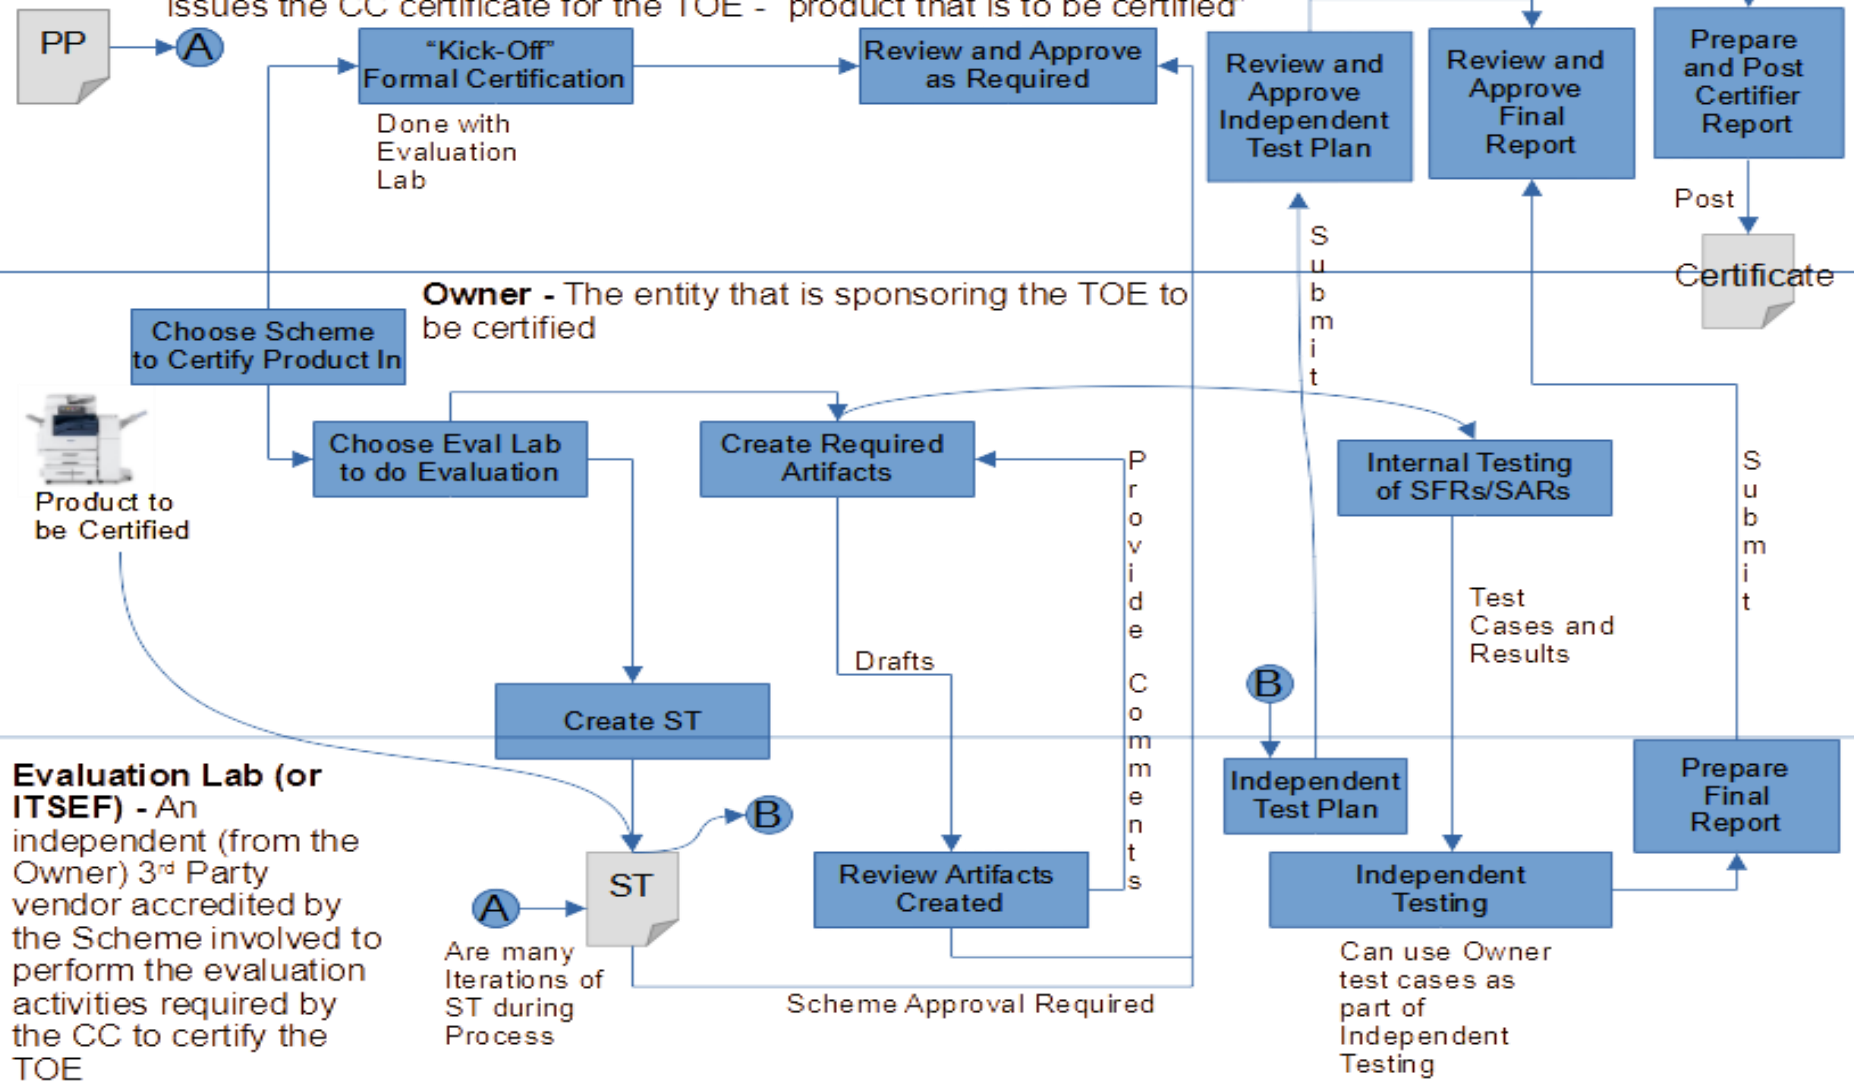 issues the CC certificate for the TOE - "product that is to be certified"
PP
A
"Kick-Off"
Formal Certification
Done with
Evaluation
Lab
Review and Approve
as Required
Review and
Approve
Independent
Test Plan
Review and
Approve
Final
Report
Prepare
and Post
Certifier
Report
Post
Certificate
Submit
Owner - The entity that is sponsoring the TOE to
be certified
Choose Scheme
to Certify Product In
Product to
be Certified
Choose Eval Lab
to do Evaluation
Create Required
Artifacts
Provide Comments
Internal Testing
of SFRs/SARs
Submit
Test
Cases and
Results
Drafts
Create ST
B
Evaluation Lab (or
ITSEF) - An
independent (from the
Owner) 3rd Party
vendor accredited by
the Scheme involved to
perform the evaluation
activities required by
the CC to certify the
TOE
B
ST
A
Are many
Iterations of
ST during
Process
Review Artifacts
Created
Scheme Approval Required
Independent
Test Plan
Prepare
Final
Report
Independent
Testing
Can use Owner
test cases as
part of
Independent
Testing